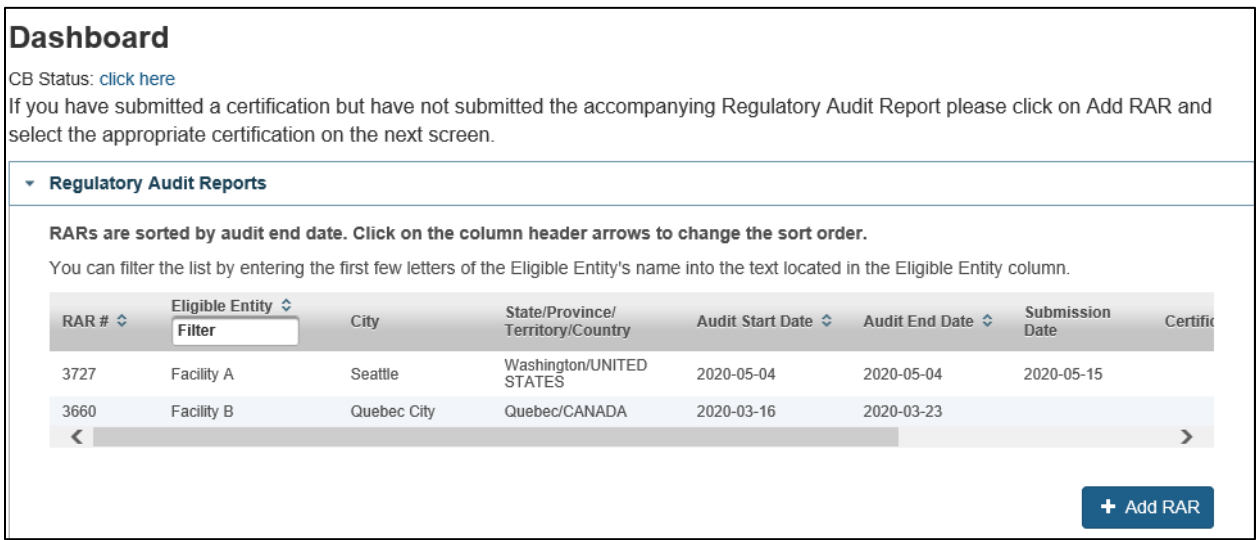 Dashboard
CB Status: click here
If you have submitted a certification but have not submitted the accompanying Regulatory Audit Report please click on Add RAR and
select the appropriate certification on the next screen.
Regulatory Audit Reports
RARs are sorted by audit end date. Click on the column header arrows to change the sort order.
You can filter the list by entering the first few letters of the Eligible Entity's name into the text located in the Eligible Entity column.
RAR # Eligible Entity Filter City State/Province/ Territory/Country Audit Start Date Audit End Date Submission Date
3727 Facility A Seattle Washington/UNITED STATES 2020-05-04 2020-05-04 2020-05-15
3660 Facility B Quebec City Quebec/CANADA 2020-03-16 2020-03-23
+ Add RAR